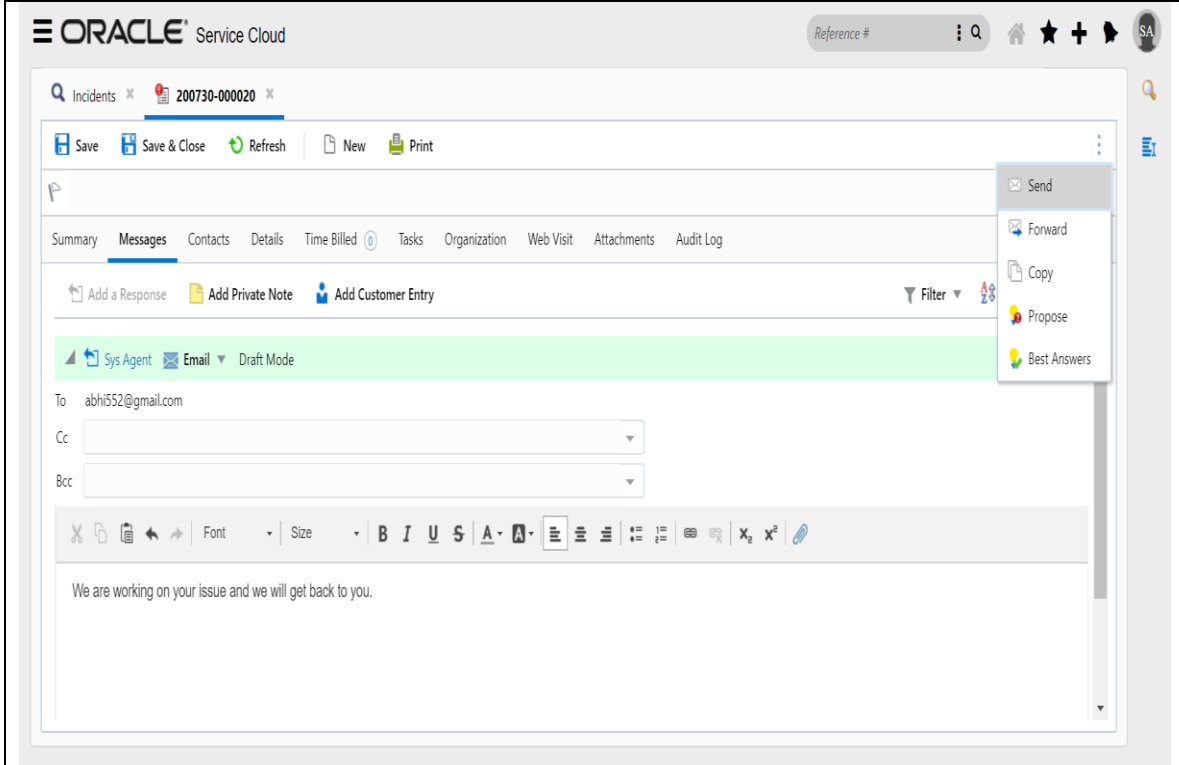 ORACLE Service Cloud
Reference #
SA
Incidents
200730-000020
Save Save & Close Refresh New Print
Send
Forward
Copy
Propose
Best Answers
Summary Messages Contacts Details Time Billed 0 Tasks Organization Web Visit Attachments Audit Log
Add a Response Add Private Note Add Customer Entry Filter
Sys Agent Email Draft Mode
To abhi552@gmail.com
Cc
Bcc
Font Size B I U S A A x₂ x²
We are working on your issue and we will get back to you.